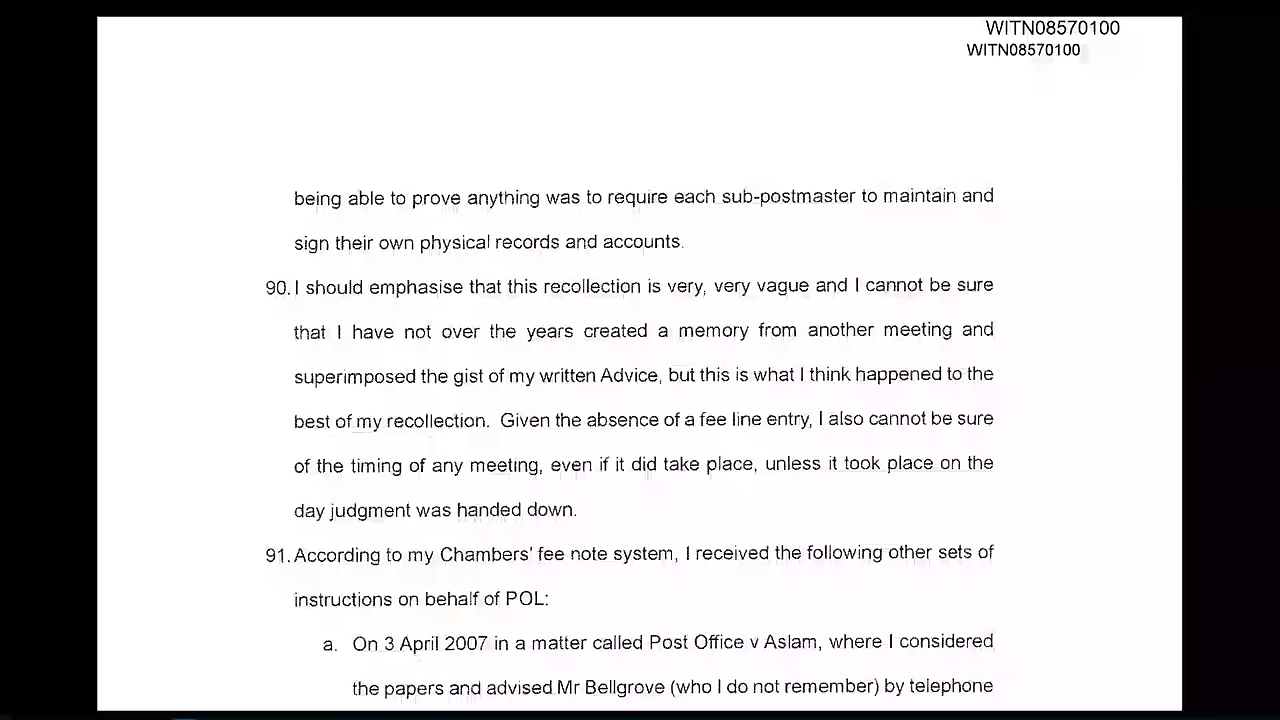 WITN08570100
WITN08570100
being able to prove anything was to require each sub-postmaster to maintain and
sign their own physical records and accounts.
90. I should emphasise that this recollection is very, very vague and I cannot be sure
that I have not over the years created a memory from another meeting and
superimposed the gist of my written Advice, but this is what I think happened to the
best of my recollection. Given the absence of a fee line entry, I also cannot be sure
of the timing of any meeting, even if it did take place, unless it took place on the
day judgment was handed down.
91. According to my Chambers' fee note system, I received the following other sets of
instructions on behalf of POL:
a. On 3 April 2007 in a matter called Post Office v Aslam, where I considered
the papers and advised Mr Bellgrove (who I do not remember) by telephone